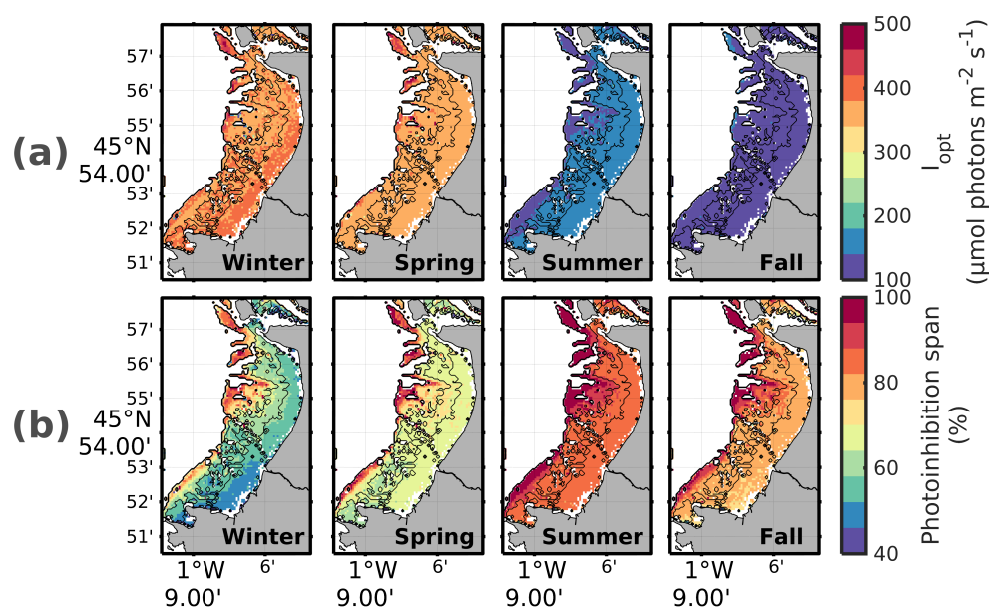 (a)
57'
56'
55'
45°N
54.00'
53'
52'
51'
Winter
Spring
Summer
Fall
500
400
300
200
100
I_opt
(μmol photons m⁻² s⁻¹)
(b)
57'
56'
55'
45°N
54.00'
53'
52'
51'
Winter
Spring
Summer
Fall
100
80
60
40
Photoinhibition span
(%)
1°W 6'
9.00'
1°W 6'
9.00'
1°W 6'
9.00'
1°W 6'
9.00'